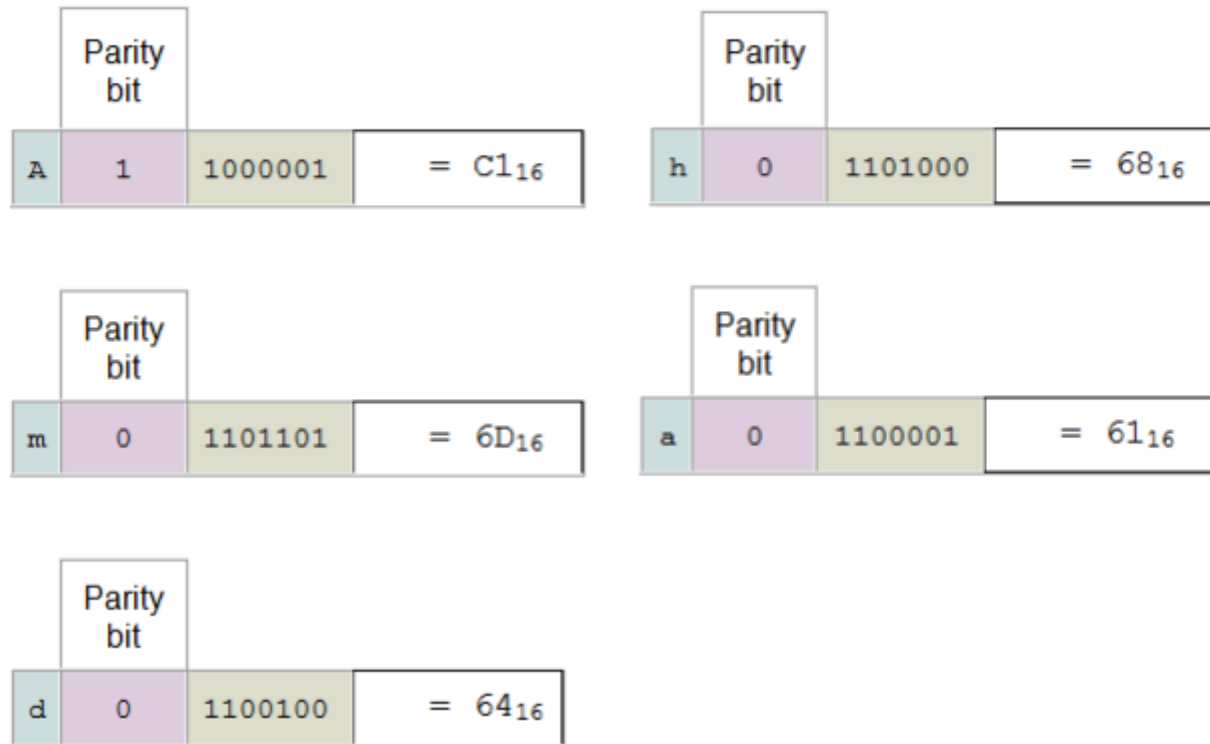 Parity
bit
A 1 1000001 = C1₁₆
Parity
bit
h 0 1101000 = 68₁₆
Parity
bit
m 0 1101101 = 6D₁₆
Parity
bit
a 0 1100001 = 61₁₆
Parity
bit
d 0 1100100 = 64₁₆